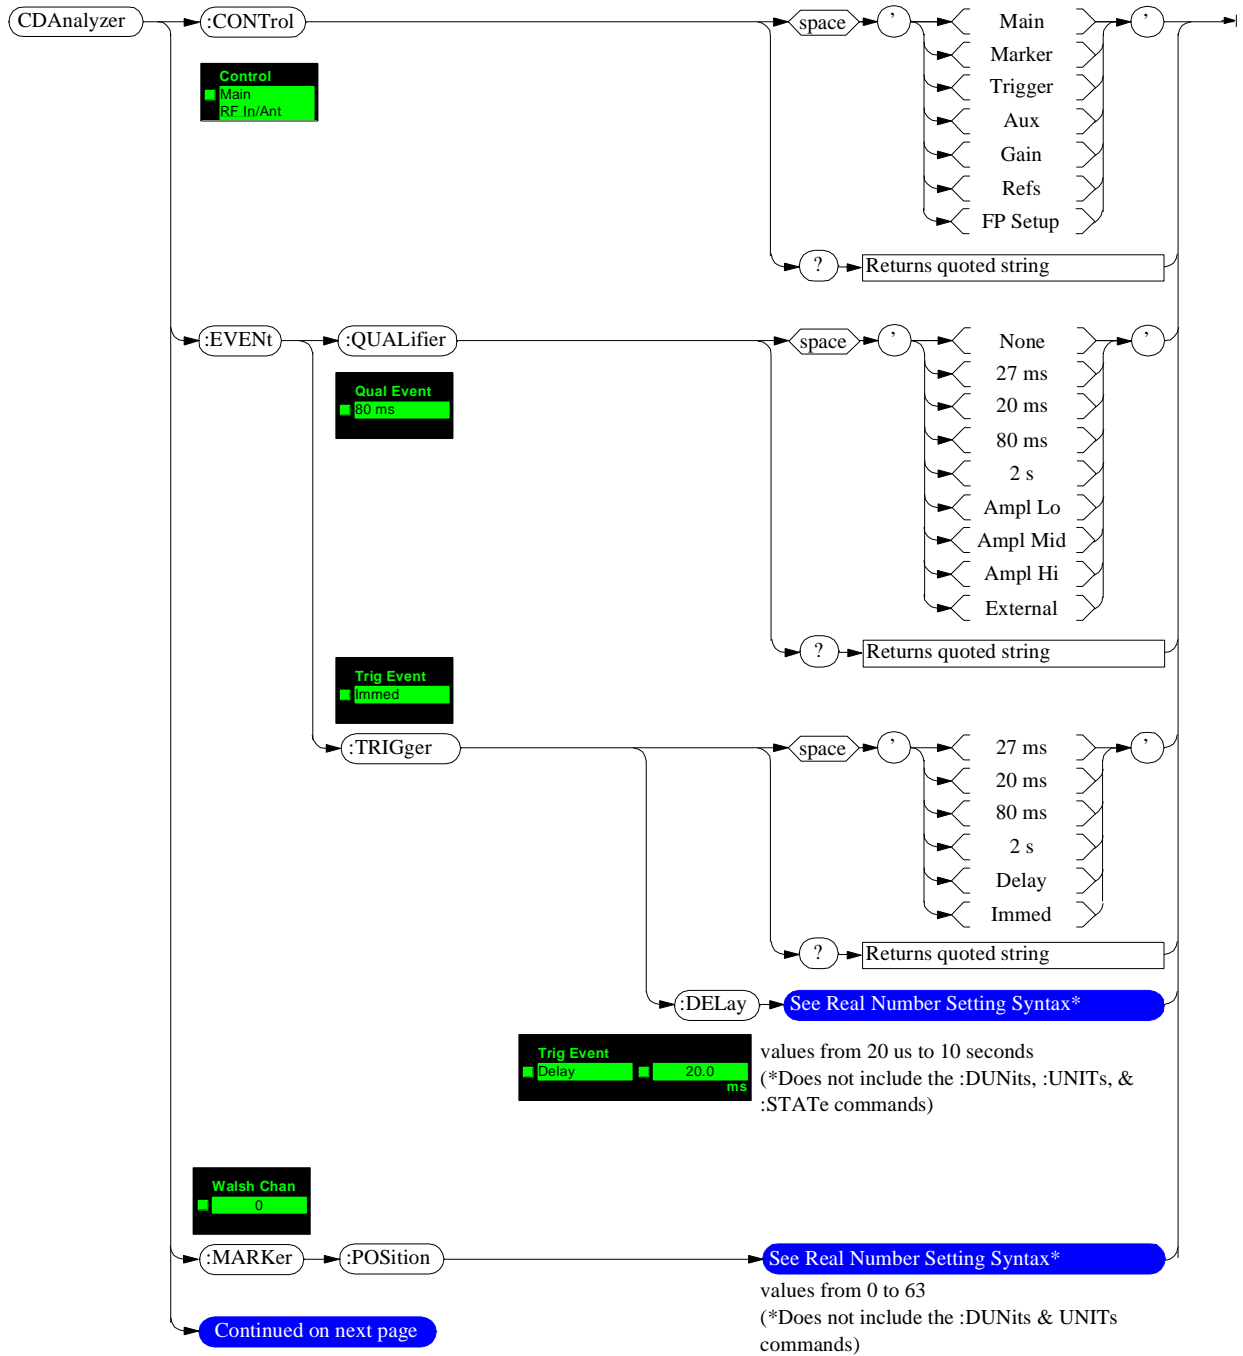 CDAnalyzer
:CONTrol
space
,
Main
Marker
Trigger
Aux
Gain
Refs
FP Setup
,
Control
Main
RF In/Ant
?
Returns quoted string
:EVENt
:QUALifier
space
,
None
27 ms
20 ms
80 ms
2 s
Ampl Lo
Ampl Mid
Ampl Hi
External
,
Qual Event
80 ms
?
Returns quoted string
Trig Event
Immed
:TRIGger
space
,
27 ms
20 ms
80 ms
2 s
Delay
Immed
,
?
Returns quoted string
:DELay
See Real Number Setting Syntax*
Trig Event
Delay
20.0
ms
values from 20 us to 10 seconds
(*Does not include the :DUNits, :UNITs, &
:STATe commands)
Walsh Chan
0
:MARKer
:POSition
See Real Number Setting Syntax*
values from 0 to 63
(*Does not include the :DUNits & UNITs
commands)
Continued on next page